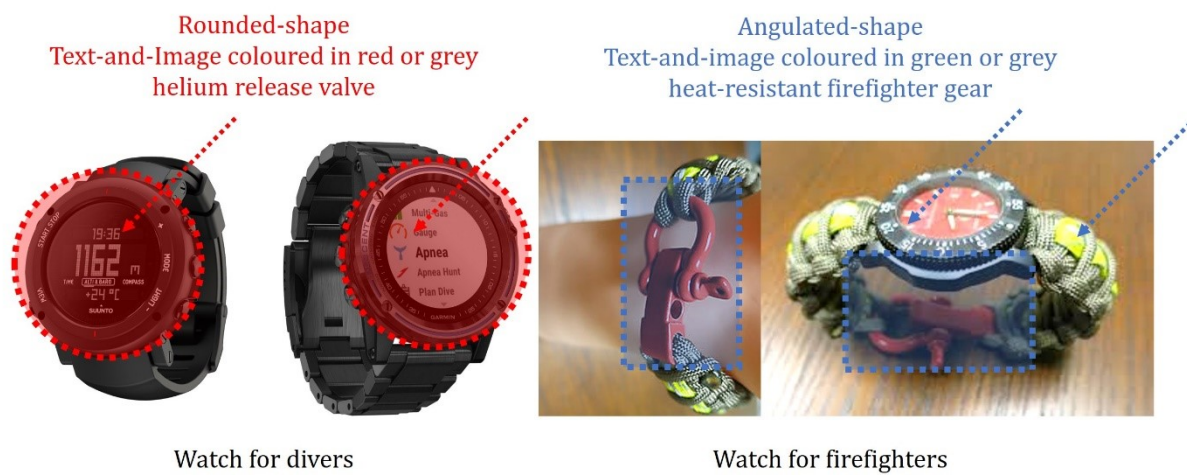 Rounded-shape
Text-and-Image coloured in red or grey
helium release valve
Angulated-shape
Text-and-image coloured in green or grey
heat-resistant firefighter gear
START STOP
19:36
1162 m
TIME ALTI & BARO COMPASS
+24 °C
SUUNTO
VIEW
+
MODE
- LIGHT
Multi-Gas
Gauge
Apnea
Apnea Hunt
Plan Dive
GARMIN
Watch for divers
Watch for firefighters